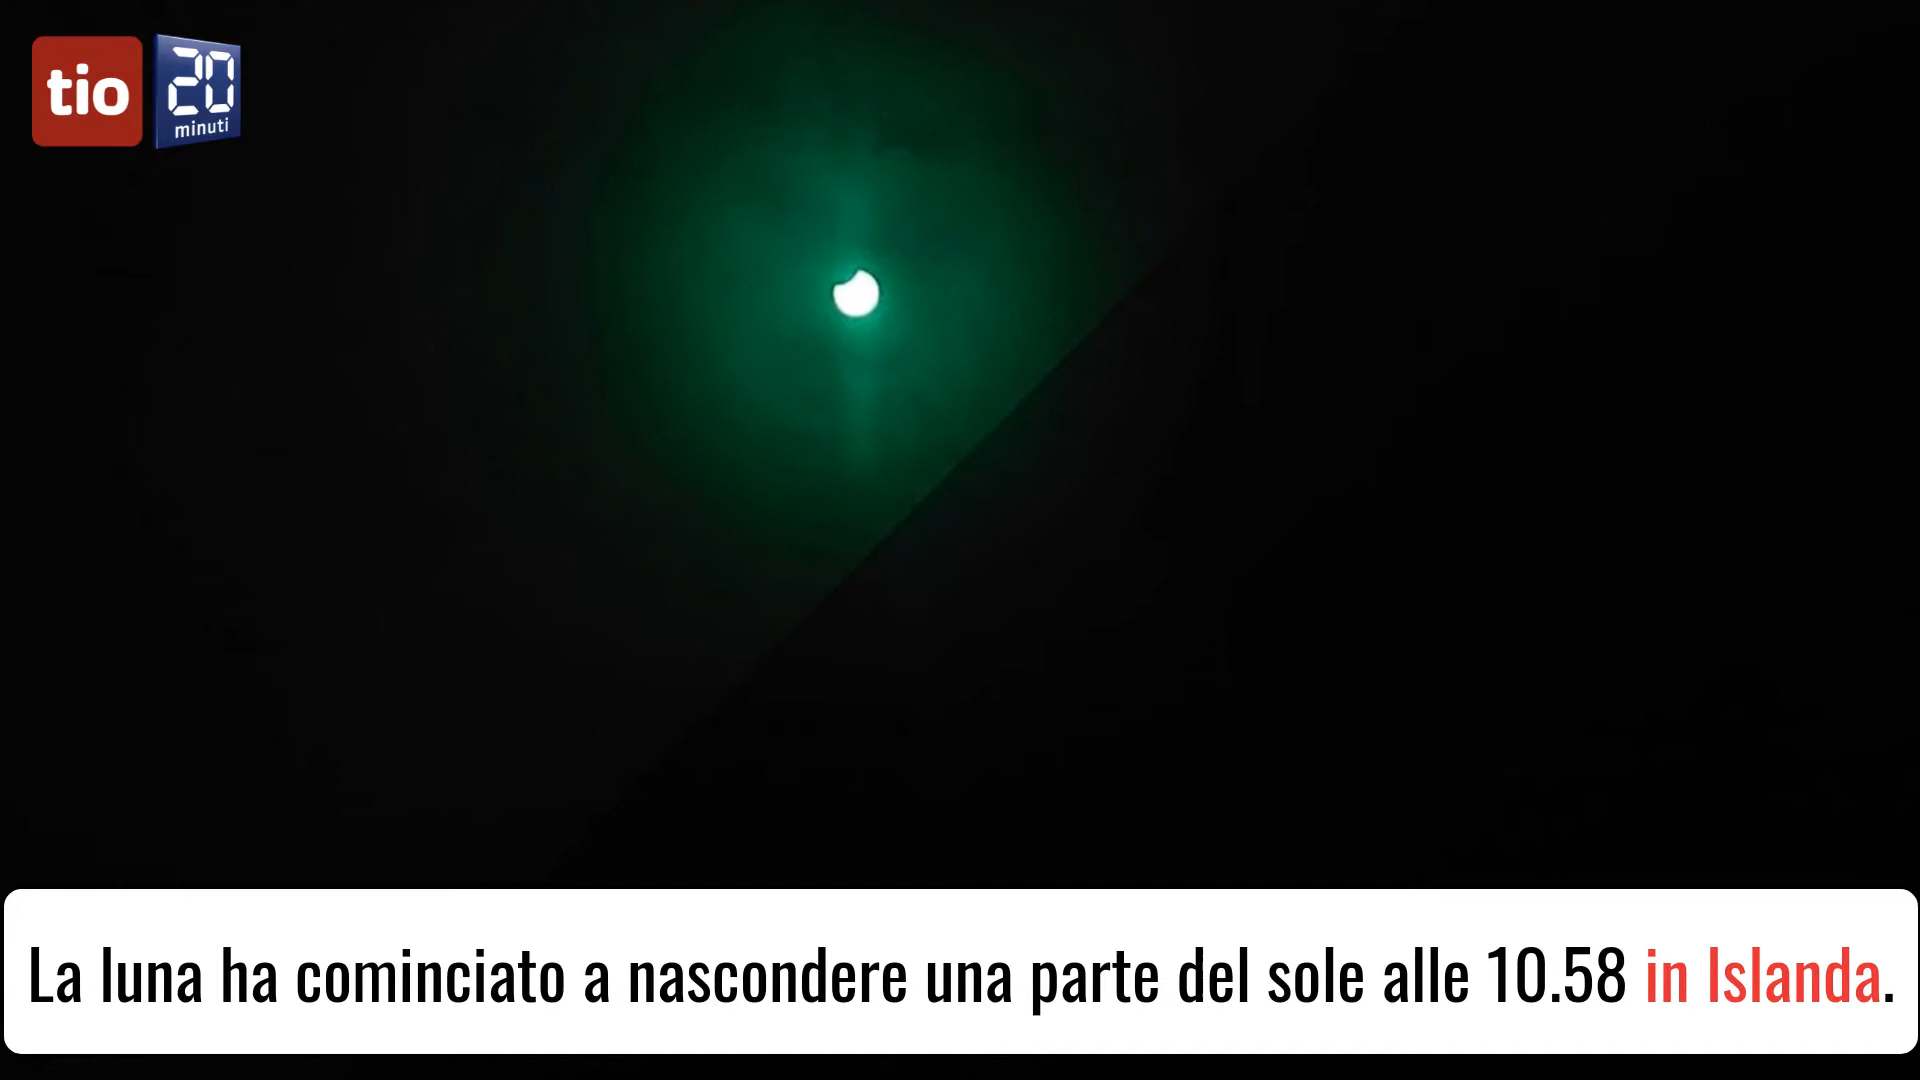 tio
20
minuti
La luna ha cominciato a nascondere una parte del sole alle 10.58 in Islanda.